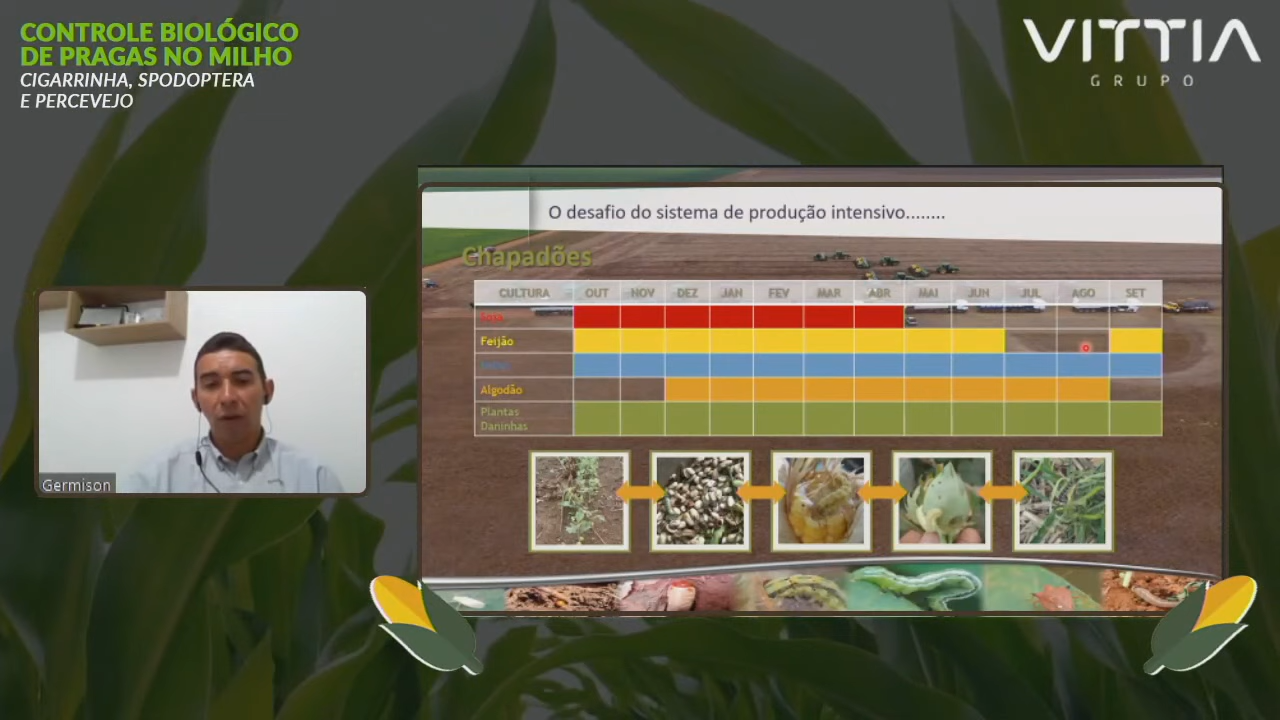 CONTROLE BIOLÓGICO
DE PRAGAS NO MILHO
CIGARRINHA, SPODOPTERA
E PERCEVEJO
VITTIA
GRUPO
O desafio do sistema de produção intensivo........
Chapadões
CULTURA OUT NOV DEZ JAN FEV MAR ABR MAI JUN JUL AGO SET
Soja
Feijão
Algodão
Plantas
Daninhas
Germison